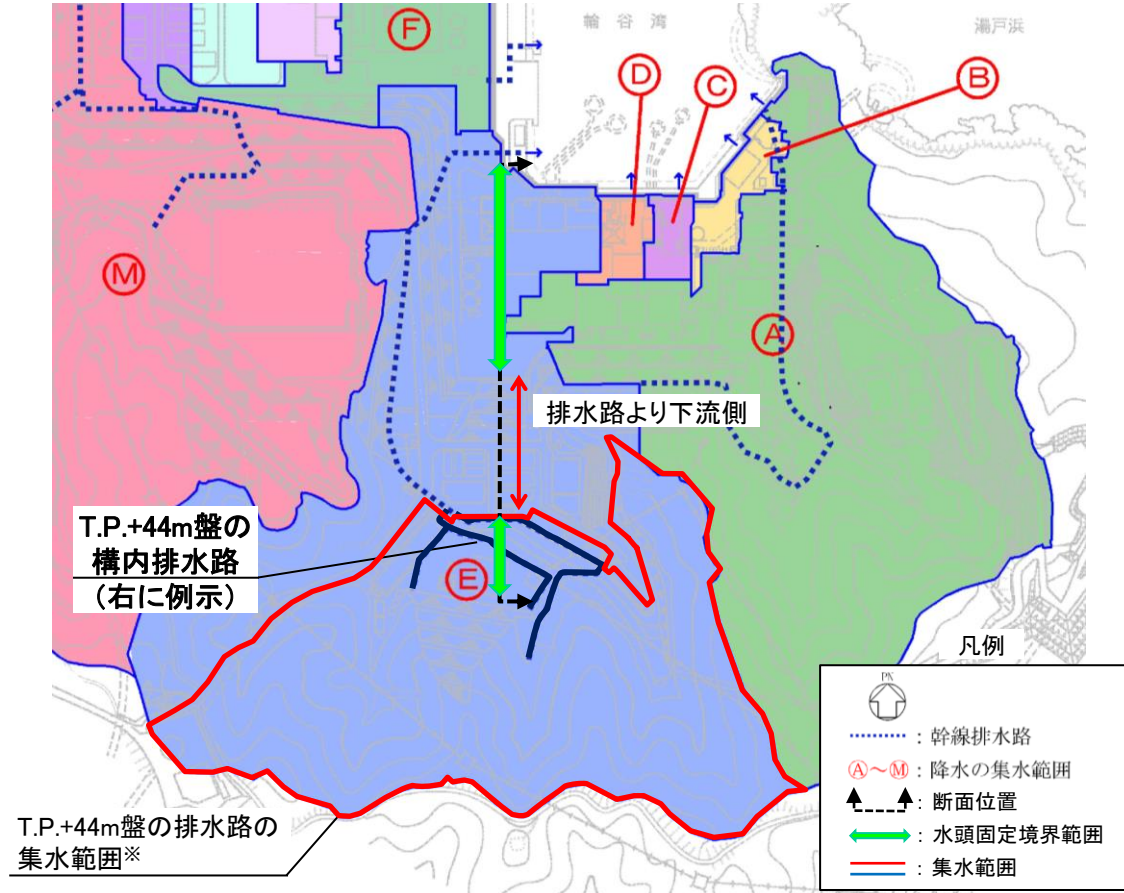 輪谷湾
湯戸浜
F
D
C
B
M
A
排水路より下流側
T.P.+44m盤の
構内排水路
(右に例示)
E
凡例
PN
：幹線排水路
A～M：降水の集水範囲
：断面位置
：水頭固定境界範囲
：集水範囲
T.P.+44m盤の排水路の
集水範囲※